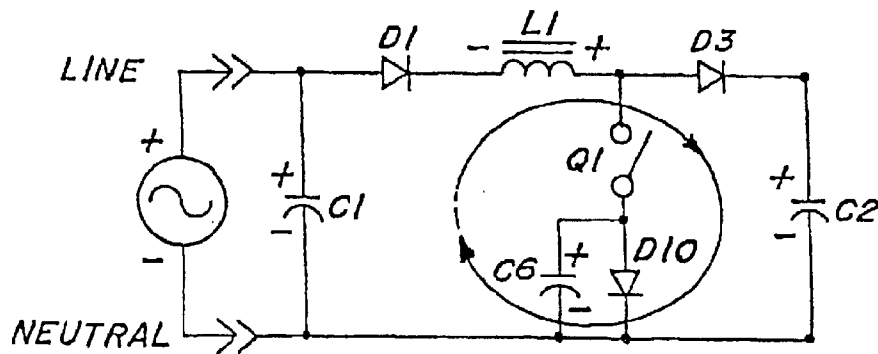 L1
D1 - + D3
LINE
+
Q1
+ C1 + C2
- -
- C6 + D10
-
NEUTRAL